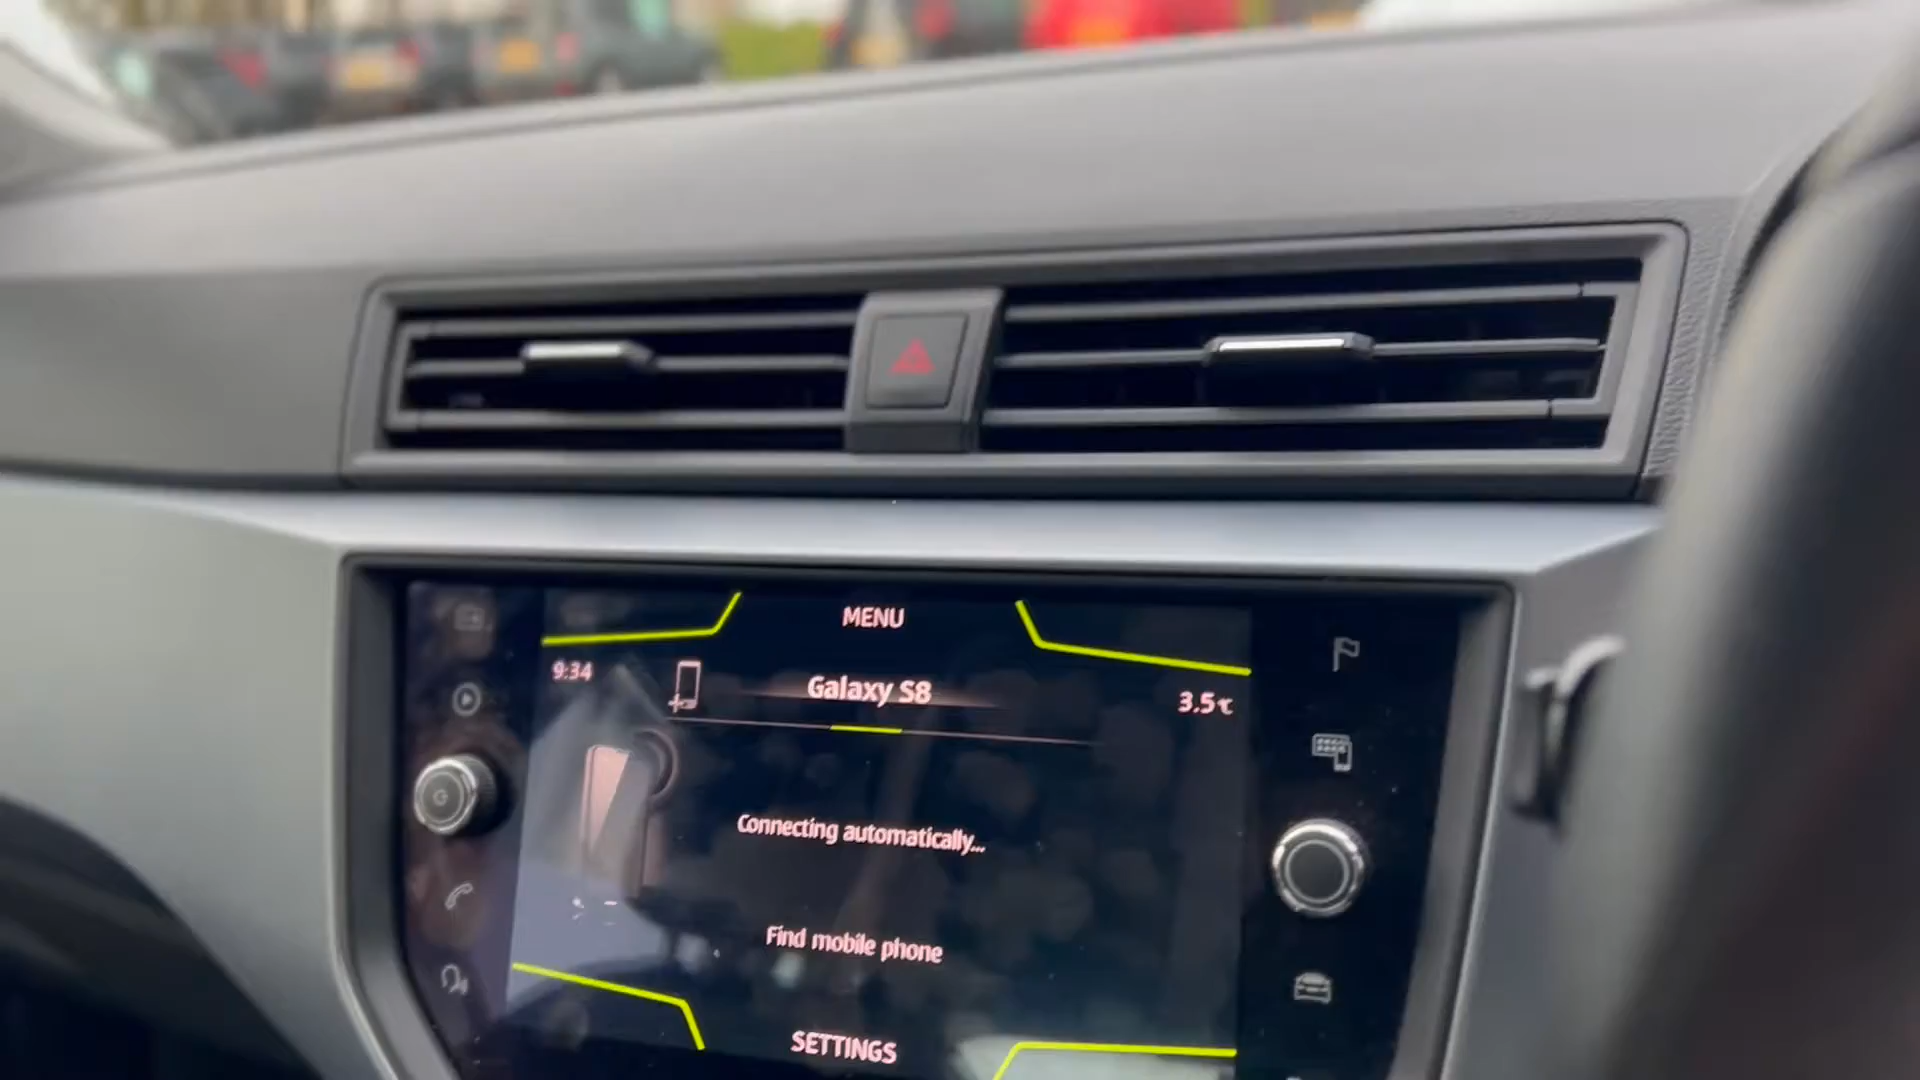 MENU
9:34
Galaxy S8
3.5°C
Connecting automatically...
Find mobile phone
SETTINGS